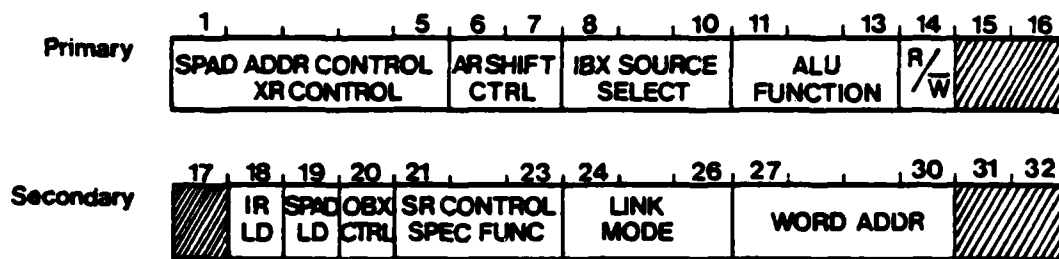 1 5 6 7 8 10 11 13 14 15 16
Primary
SPAD ADDR CONTROL AR SHIFT IBX SOURCE ALU R/W̅
XR CONTROL CTRL SELECT FUNCTION
17 18 19 20 21 23 24 26 27 30 31 32
Secondary
IR SPAD OBX SR CONTROL LINK WORD ADDR
LD LD CTRL SPEC FUNC MODE